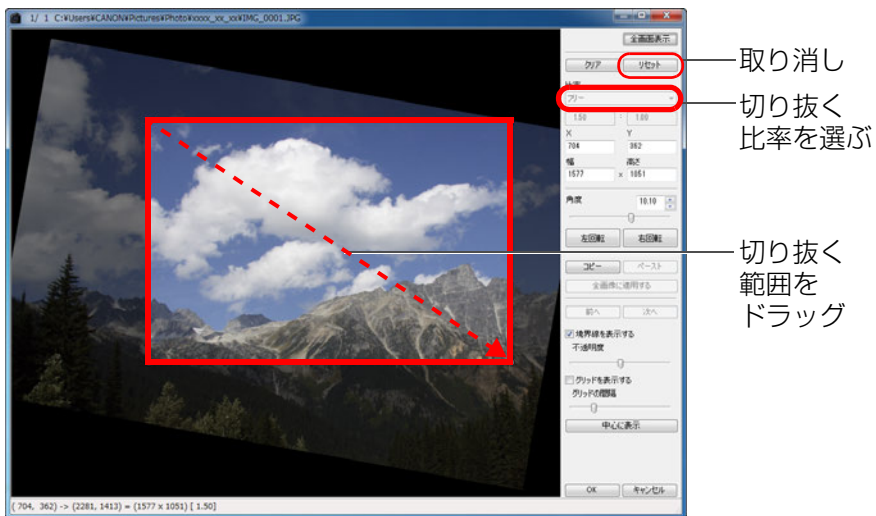 1/ 1 C:¥Users¥CANON¥Pictures¥Photo¥xxxx_xx_xx¥IMG_0001.JPG
全画面表示
クリア
リセット
取り消し
フリー
切り抜く
比率を選ぶ
1.50 : 1.00
X Y
704 362
幅 高さ
1577 x 1051
角度 10.10
左回転 右回転
切り抜く
範囲を
ドラッグ
コピー ペースト
全画像に適用する
前へ 次へ
境界線を表示する
不透明度
グリッドを表示する
グリッドの間隔
中心に表示
OK キャンセル
( 704, 362) -> (2281, 1413) = (1577 x 1051) [ 1.50]